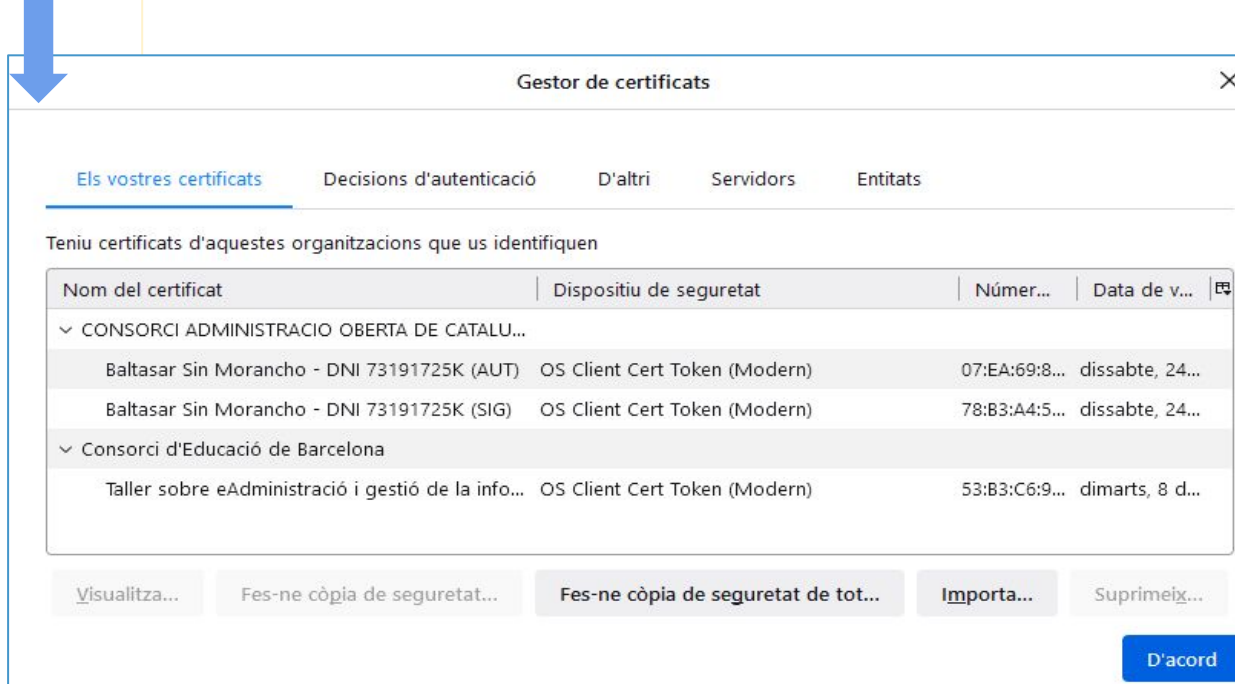 Gestor de certificats
Els vostres certificats Decisions d'autenticació D'altri Servidors Entitats
Teniu certificats d'aquestes organitzacions que us identifiquen
Nom del certificat Dispositiu de seguretat Númer... Data de v...
CONSORCI ADMINISTRACIO OBERTA DE CATALU...
Baltasar Sin Morancho - DNI 73191725K (AUT) OS Client Cert Token (Modern) 07:EA:69:8... dissabte, 24...
Baltasar Sin Morancho - DNI 73191725K (SIG) OS Client Cert Token (Modern) 78:B3:A4:5... dissabte, 24...
Consorci d'Educació de Barcelona
Taller sobre eAdministració i gestió de la info... OS Client Cert Token (Modern) 53:B3:C6:9... dimarts, 8 d...
Visualitza... Fes-ne còpia de seguretat... Fes-ne còpia de seguretat de tot... Importa... Suprimeix...
D'acord